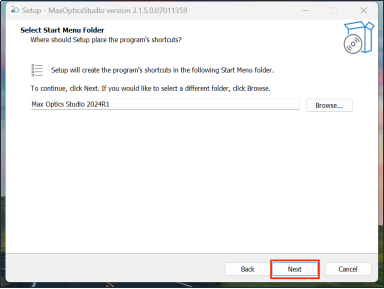 Setup - MaxOpticsStudio version 3.1.5.0.07011359
Select Start Menu Folder
Where should Setup place the program's shortcuts?
Setup will create the program's shortcuts in the following Start Menu folder.
To continue, click Next. If you would like to select a different folder, click Browse.
Max Optics Studio 2024R1
Browse...
Back
Next
Cancel